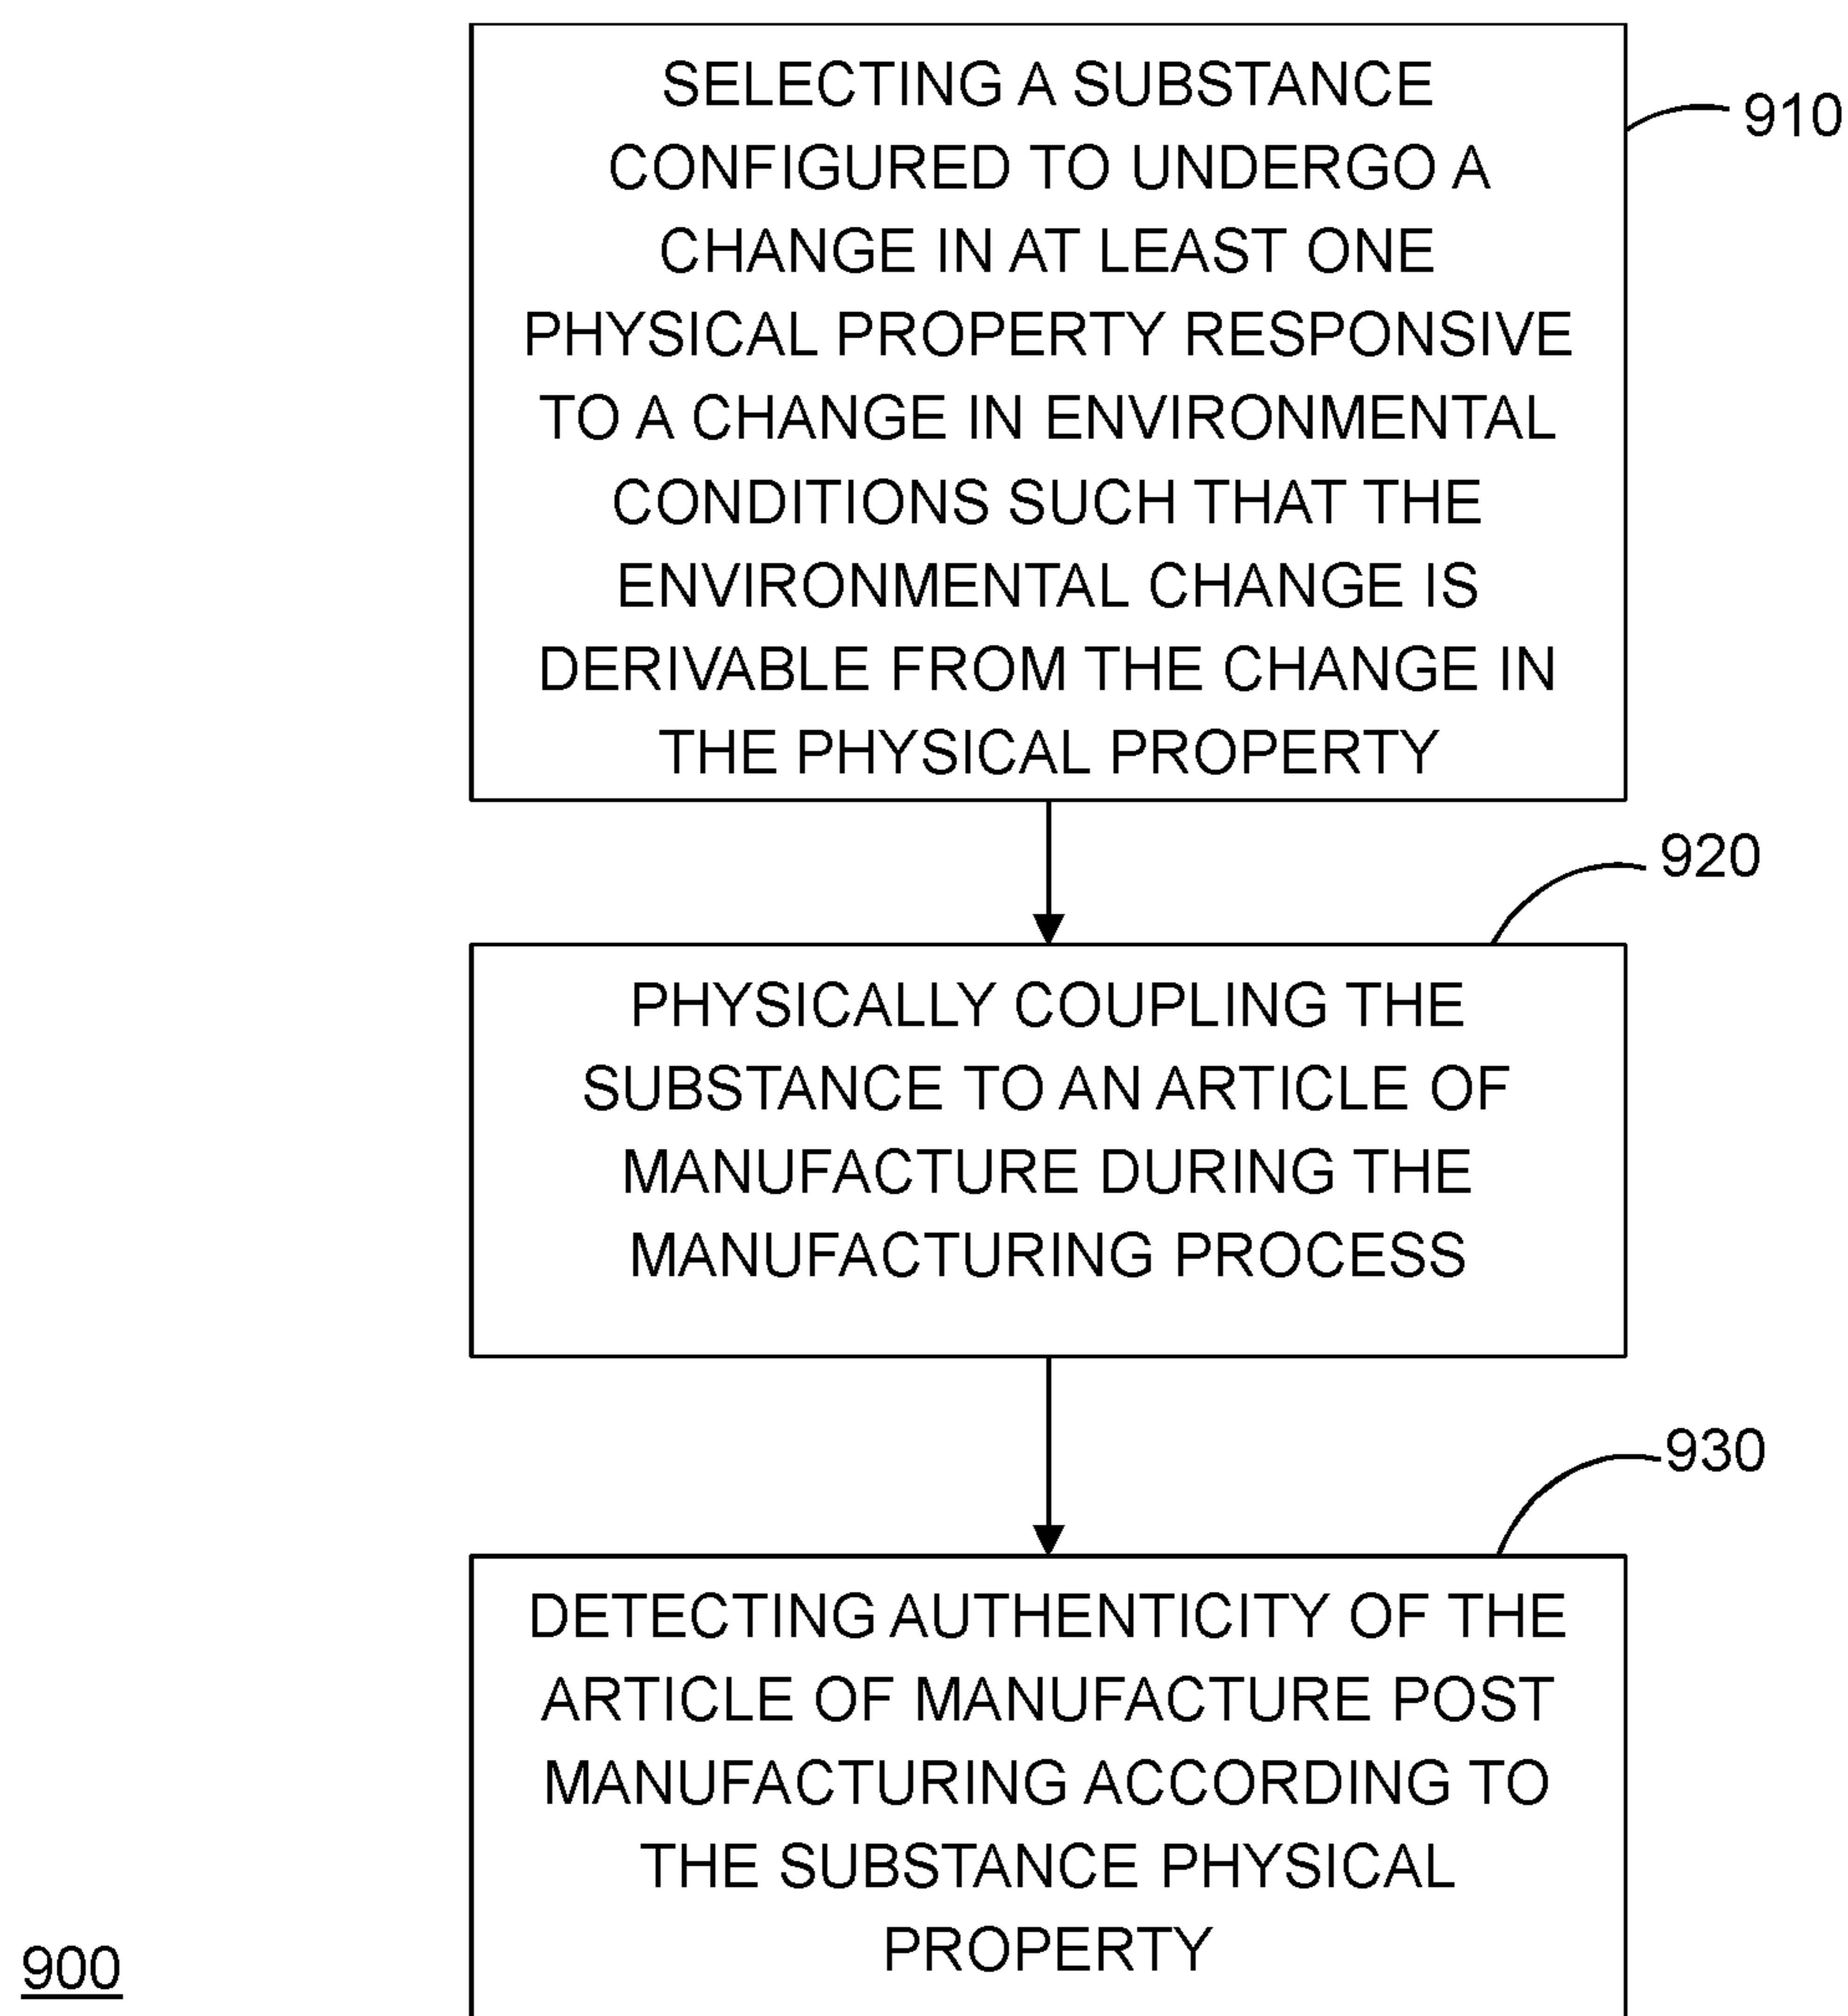 SELECTING A SUBSTANCE
CONFIGURED TO UNDERGO A
CHANGE IN AT LEAST ONE
PHYSICAL PROPERTY RESPONSIVE
TO A CHANGE IN ENVIRONMENTAL
CONDITIONS SUCH THAT THE
ENVIRONMENTAL CHANGE IS
DERIVABLE FROM THE CHANGE IN
THE PHYSICAL PROPERTY
910
920
PHYSICALLY COUPLING THE
SUBSTANCE TO AN ARTICLE OF
MANUFACTURE DURING THE
MANUFACTURING PROCESS
930
DETECTING AUTHENTICITY OF THE
ARTICLE OF MANUFACTURE POST
MANUFACTURING ACCORDING TO
THE SUBSTANCE PHYSICAL
PROPERTY
900